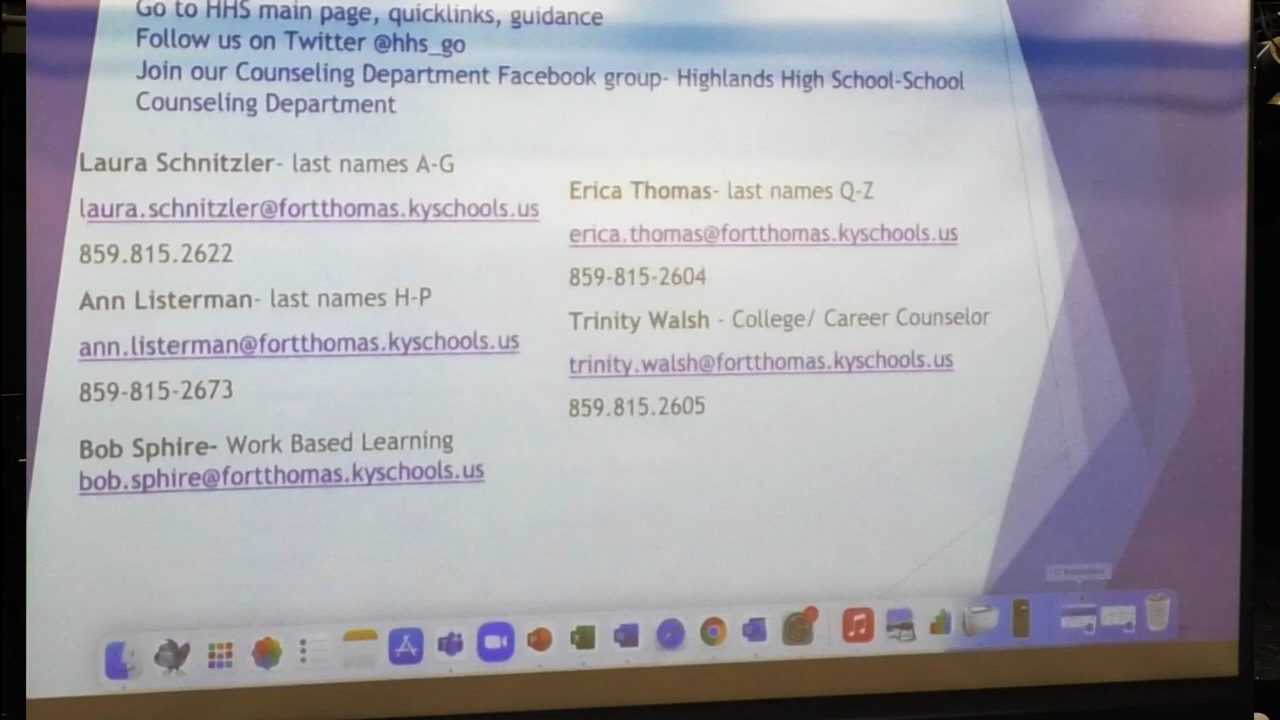 Go to HHS main page, quicklinks, guidance
Follow us on Twitter @hhs_go
Join our Counseling Department Facebook group- Highlands High School-School
Counseling Department
Laura Schnitzler- last names A-G
laura.schnitzler@fortthomas.kyschools.us
859.815.2622
Ann Listerman- last names H-P
ann.listerman@fortthomas.kyschools.us
859-815-2673
Bob Sphire- Work Based Learning
bob.sphire@fortthomas.kyschools.us
Erica Thomas- last names Q-Z
erica.thomas@fortthomas.kyschools.us
859-815-2604
Trinity Walsh - College/ Career Counselor
trinity.walsh@fortthomas.kyschools.us
859.815.2605